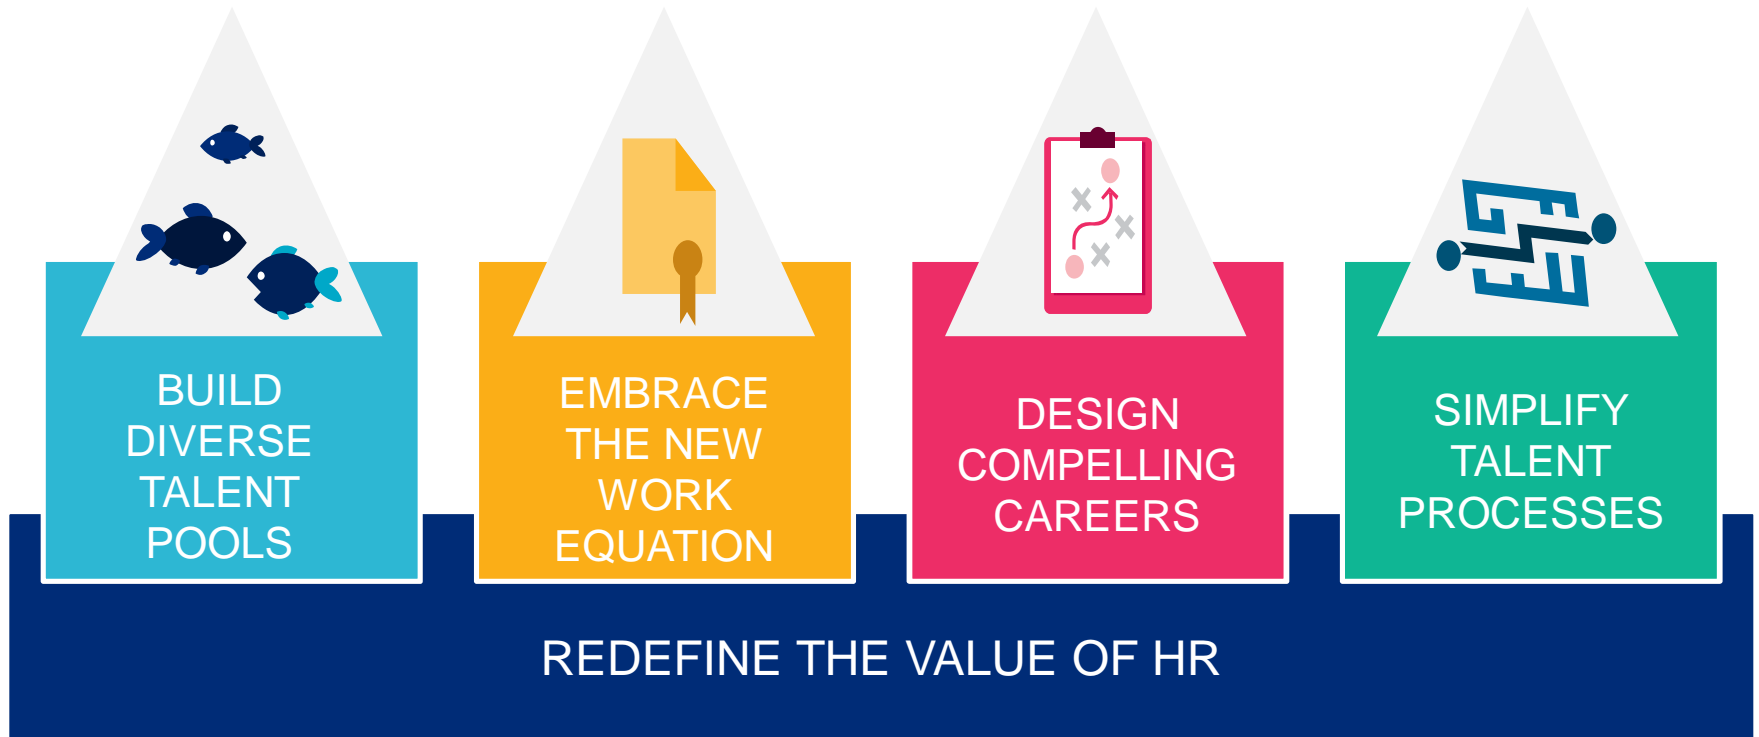 BUILD
DIVERSE
TALENT
POOLS
EMBRACE
THE NEW
WORK
EQUATION
DESIGN
COMPELLING
CAREERS
SIMPLIFY
TALENT
PROCESSES
REDEFINE THE VALUE OF HR